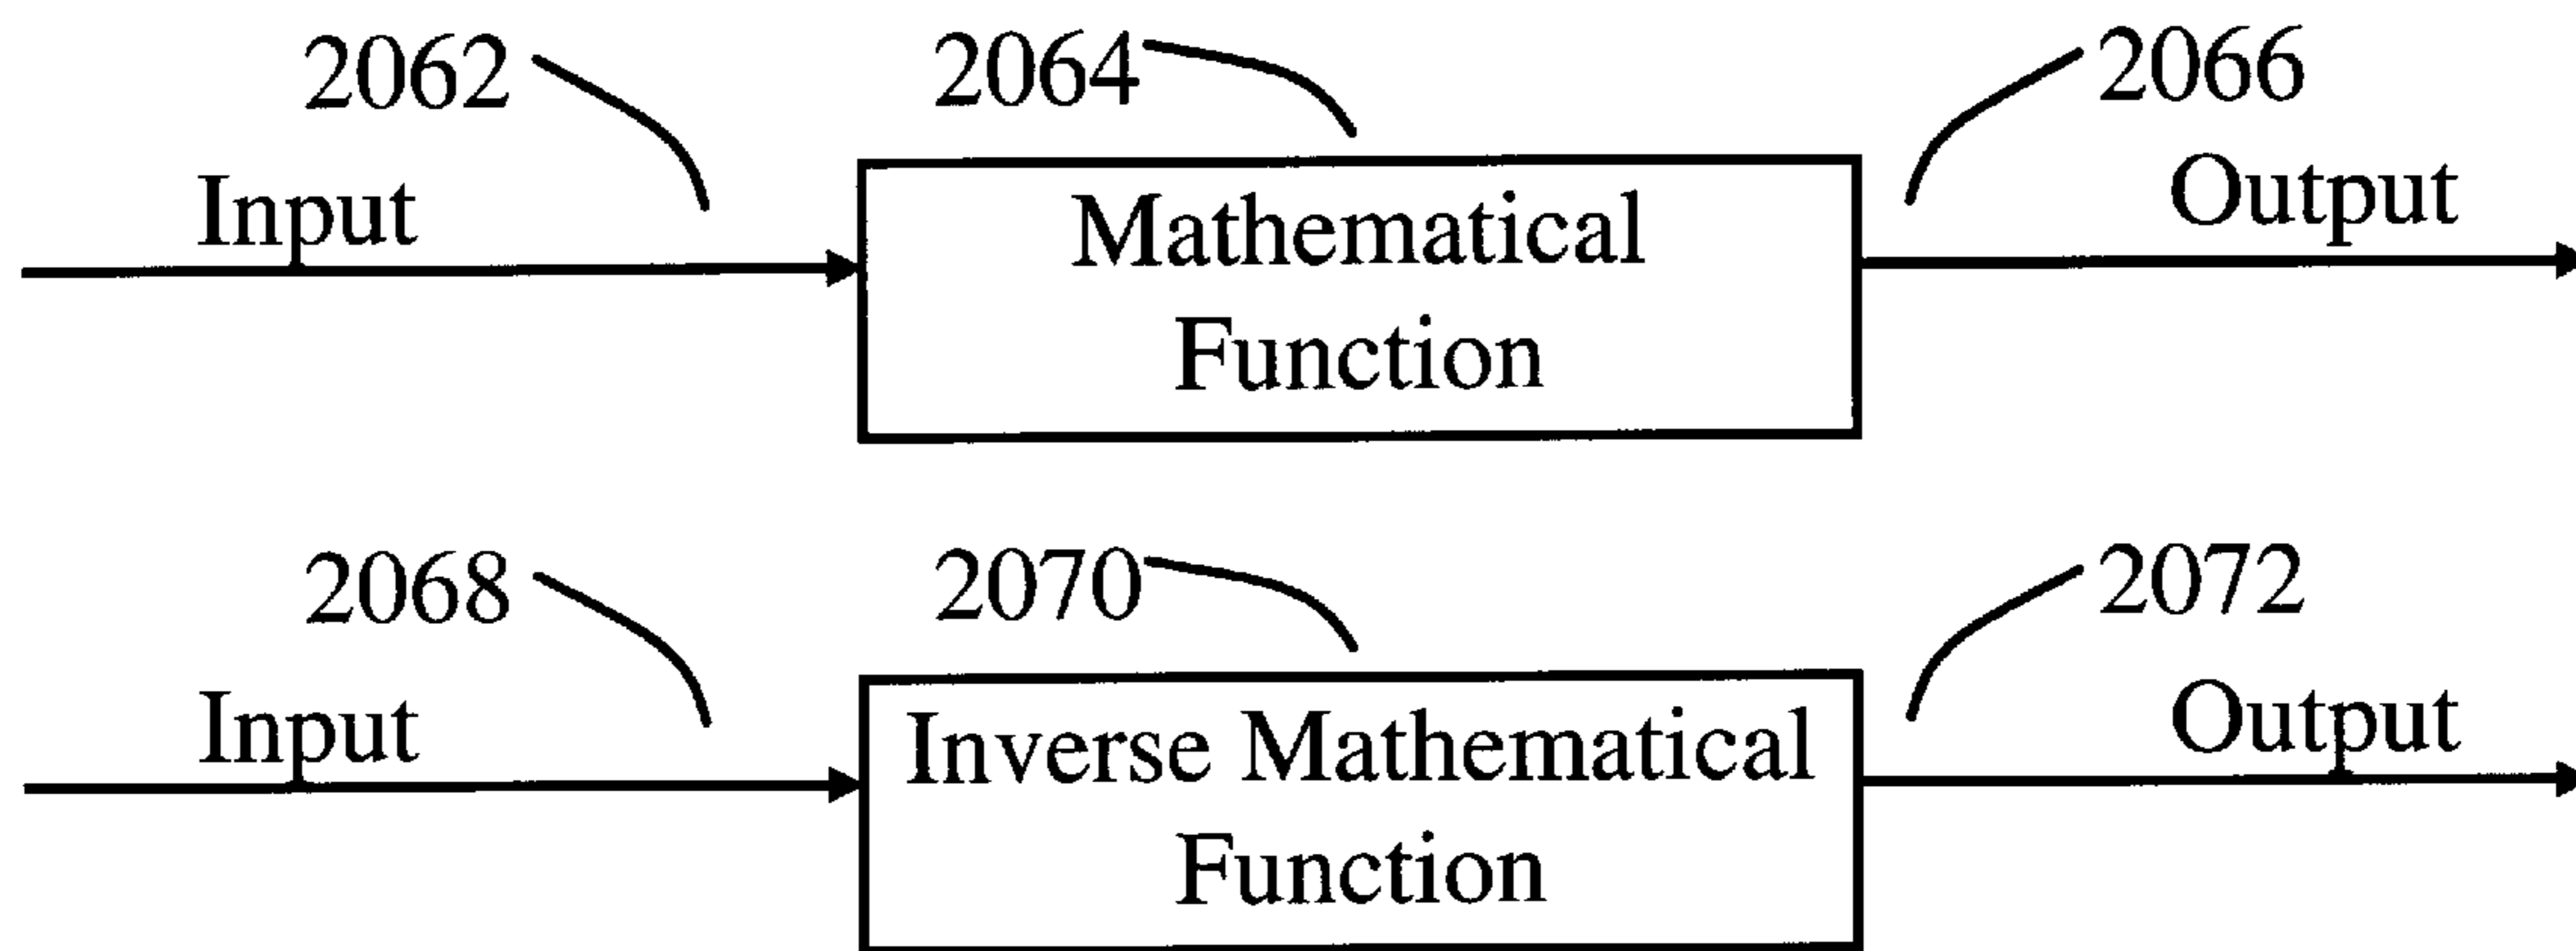 2062 2064 2066
Input Output
Mathematical
Function
2068 2070 2072
Input Output
Inverse Mathematical
Function